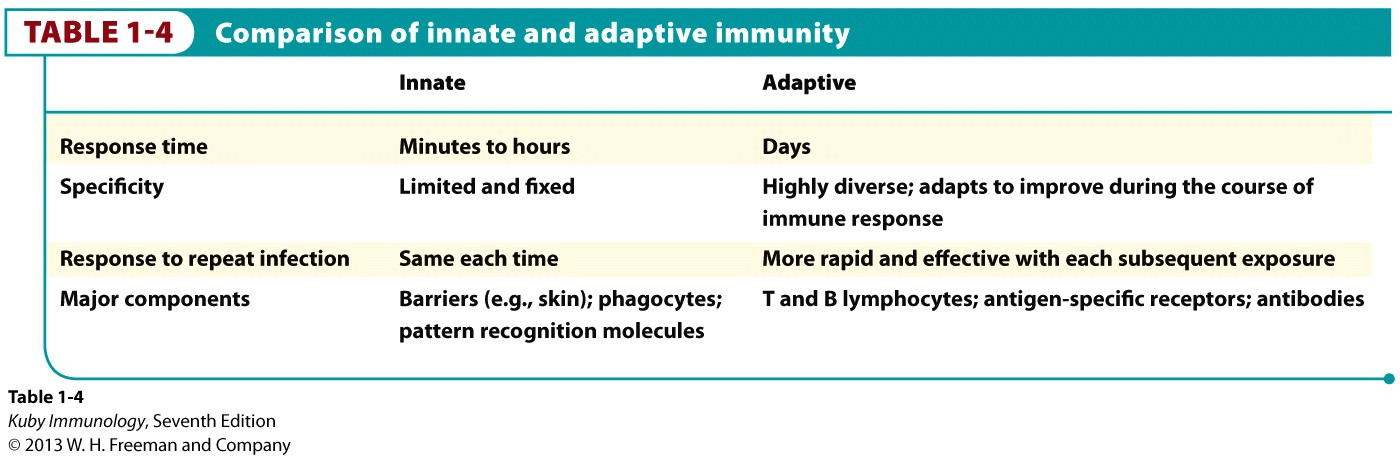 TABLE 1-4 Comparison of innate and adaptive immunity
Innate Adaptive
Response time Minutes to hours Days
Specificity Limited and fixed Highly diverse; adapts to improve during the course of
immune response
Response to repeat infection Same each time More rapid and effective with each subsequent exposure
Major components Barriers (e.g., skin); phagocytes; T and B lymphocytes; antigen-specific receptors; antibodies
pattern recognition molecules
Table 1-4
Kuby Immunology, Seventh Edition
© 2013 W. H. Freeman and Company